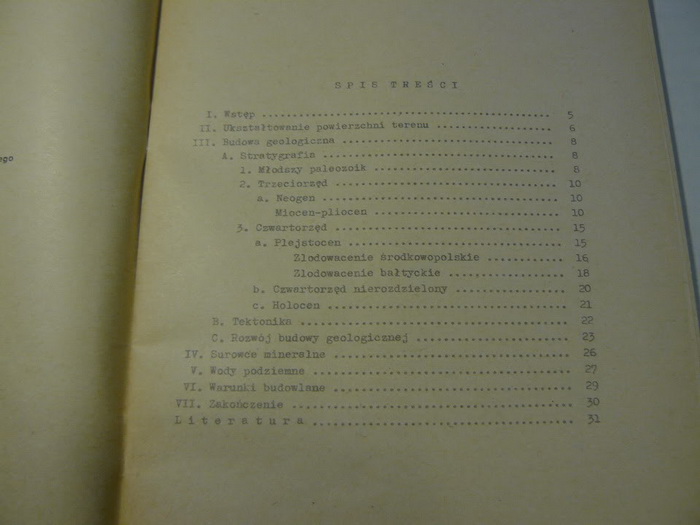 ego
SPIS TREŚCI
I. Wstęp 5
II. Ukształtowanie powierzchni terenu 6
III. Budowa geologiczna 8
A. Stratygrafia 8
1. Młodszy paleozoik 8
2. Trzeciorzęd 10
a. Neogen 10
Miocen-pliocen 10
3. Czwartorzęd 15
a. Plejstocen 15
Zlodowacenie środkowopolskie 16
Zlodowacenie bałtyckie 18
b. Czwartorzęd nierozdzielony 20
c. Holocen 21
B. Tektonika 22
C. Rozwój budowy geologicznej 23
IV. Surowce mineralne 26
V. Wody podziemne 27
VI. Warunki budowlane 29
VII. Zakończenie 30
Literatura 31